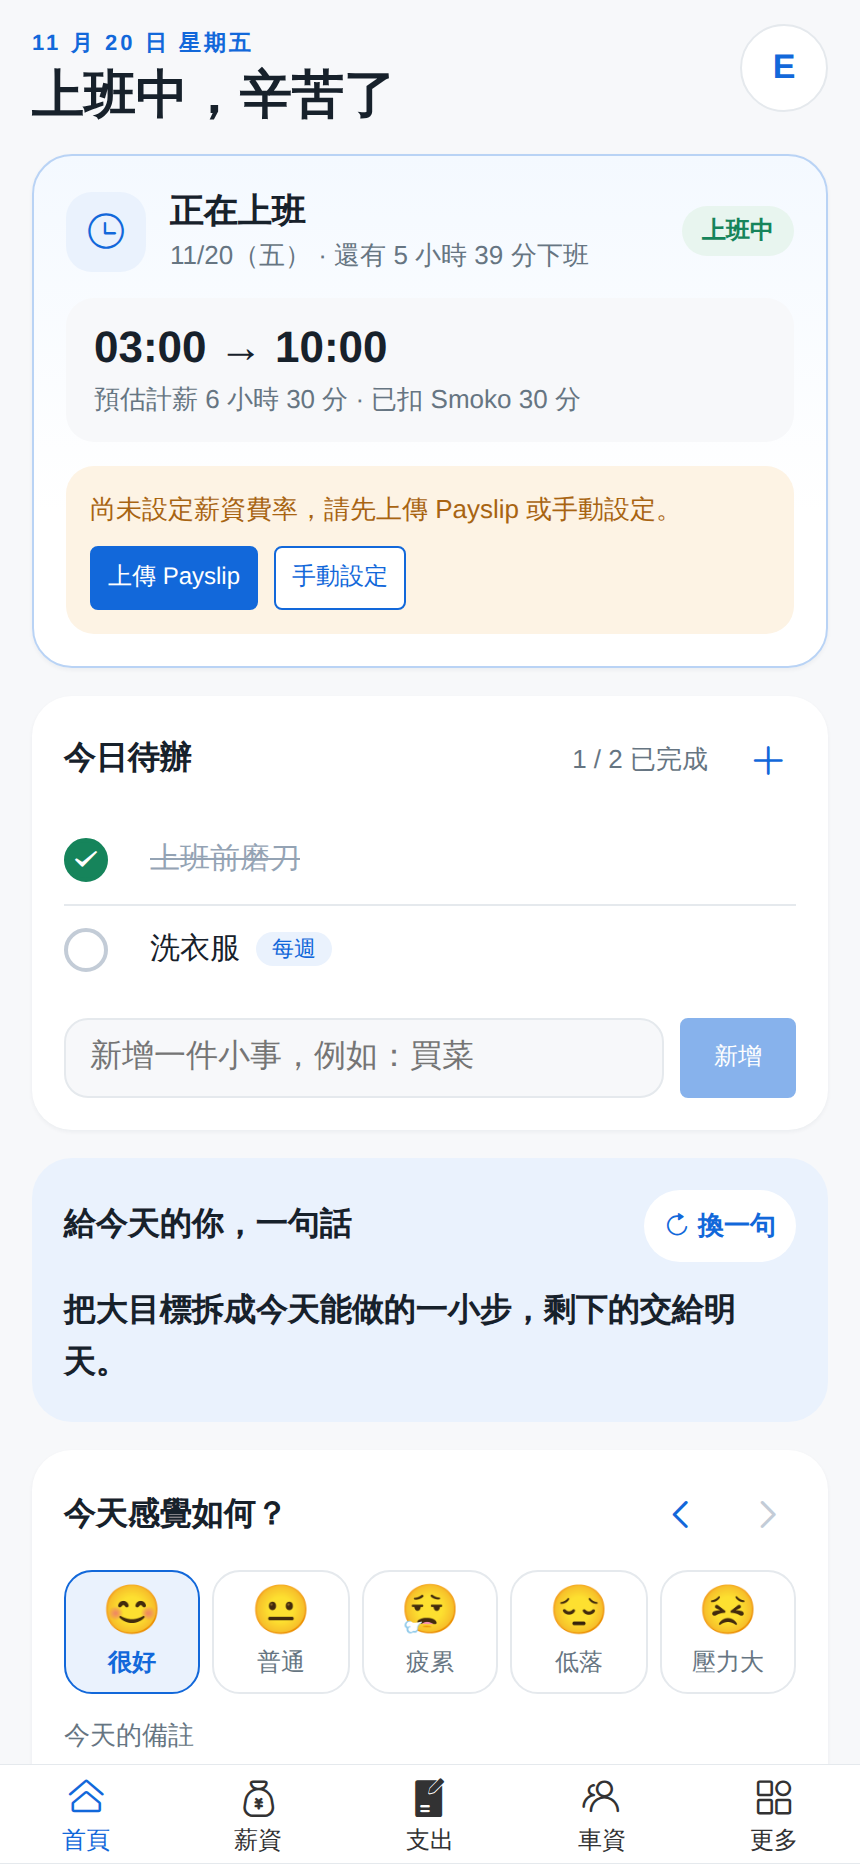 11 月 20 日 星期五
上班中，辛苦了
E
正在上班
11/20（五） · 還有 5 小時 39 分下班
上班中
03:00 → 10:00
預估計薪 6 小時 30 分 · 已扣 Smoko 30 分
尚未設定薪資費率，請先上傳 Payslip 或手動設定。
上傳 Payslip
手動設定
今日待辦
1 / 2 已完成
上班前磨刀
洗衣服
每週
新增一件小事，例如：買菜
新增
給今天的你，一句話
換一句
把大目標拆成今天能做的一小步，剩下的交給明
天。
今天感覺如何？
很好
普通
疲累
低落
壓力大
今天的備註
首頁
薪資
支出
車資
更多